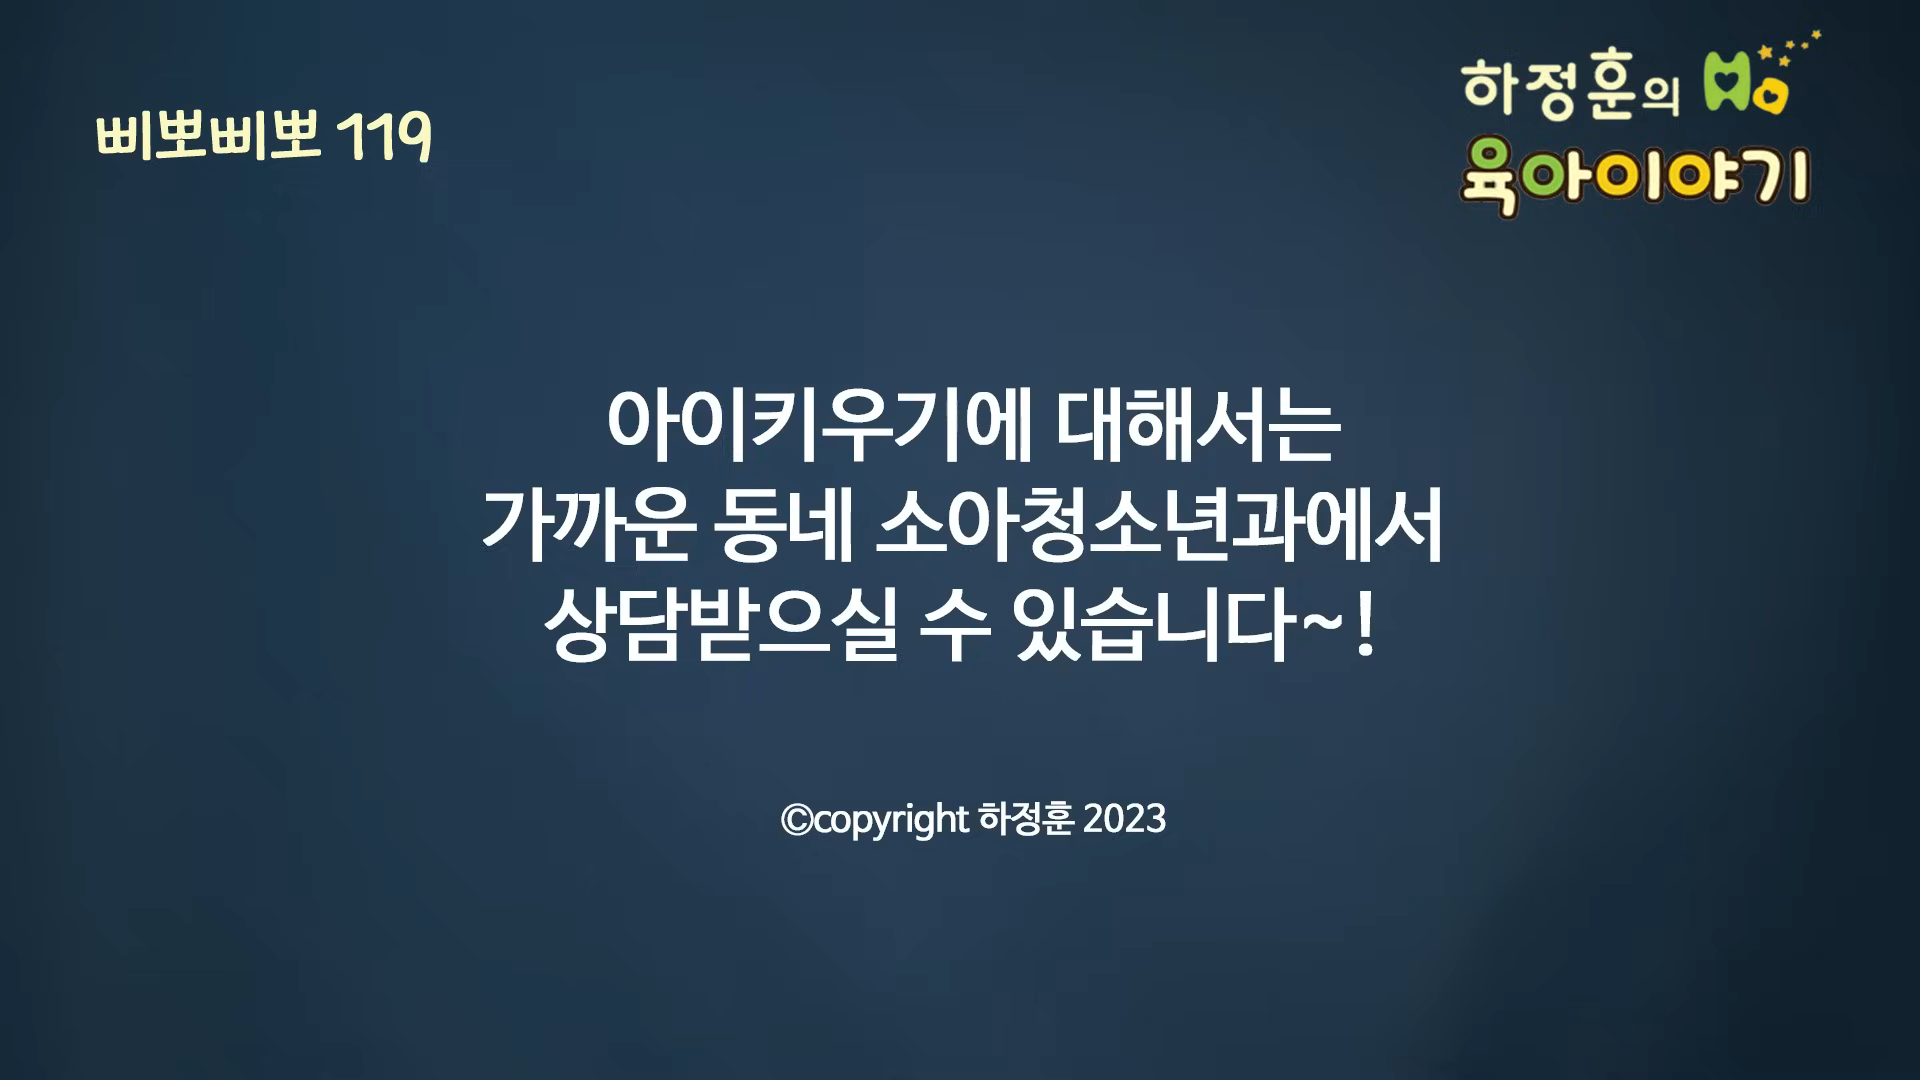 삐뽀삐뽀 119
하정훈의
육아이야기
아이키우기에 대해서는
가까운 동네 소아청소년과에서
상담받으실 수 있습니다~!
©copyright 하정훈 2023